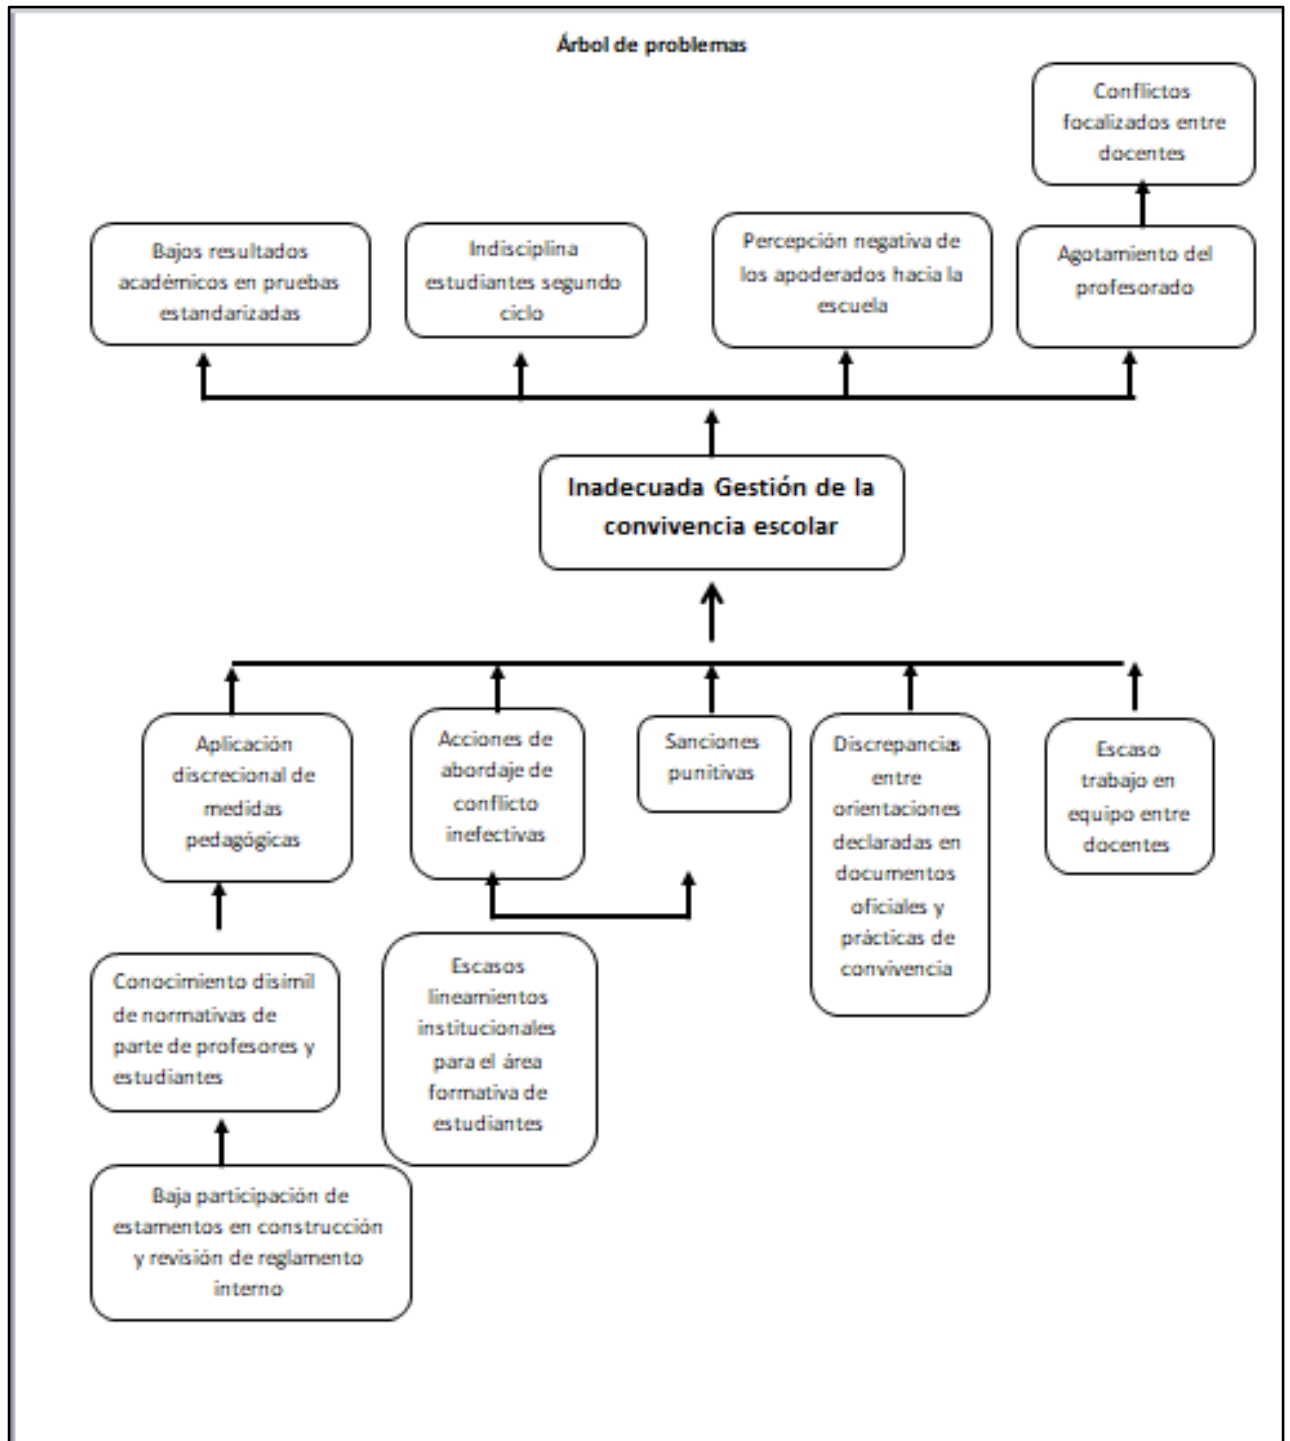 Árbol de problemas
Conflictos
focalizados entre
docentes
Bajos resultados
académicos en pruebas
estandarizadas
Indisciplina
estudiantes segundo
ciclo
Percepción negativa de
los apoderados hacia la
escuela
Agotamiento del
profesorado
Inadecuada Gestión de la
convivencia escolar
Aplicación
discrecional de
medidas
pedagógicas
Acciones de
abordaje de
conflicto
inefectivas
Sanciones
punitivas
Discrepancias
entre
orientaciones
declaradas en
documentos
oficiales y
prácticas de
convivencia
Escaso
trabajo en
equipo entre
docentes
Conocimiento disímil
de normativas de
parte de profesores y
estudiantes
Escasos
lineamientos
institucionales
para el área
formativa de
estudiantes
Baja participación de
estamentos en construcción
y revisión de reglamento
interno